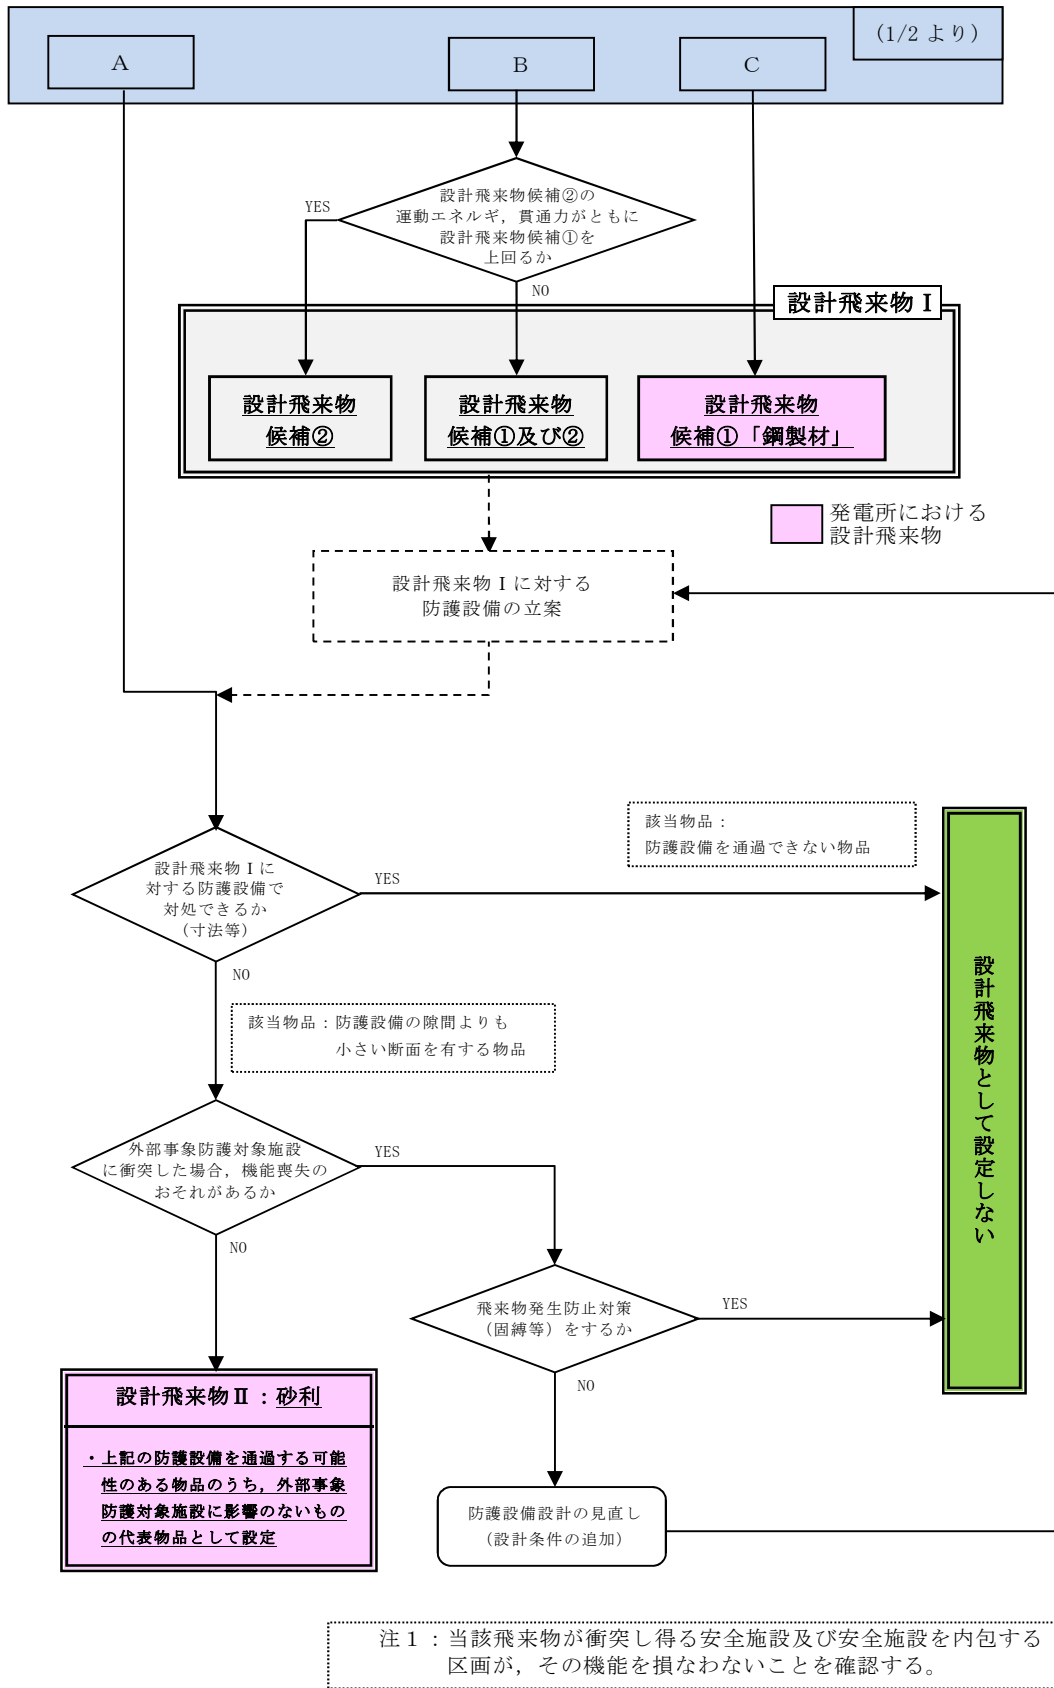 (1/2 より)
A
B
C
設計飛来物候補②の
運動エネルギ，貫通力がともに
設計飛来物候補①を
上回るか
YES
NO
設計飛来物Ⅰ
設計飛来物
候補②
設計飛来物
候補①及び②
設計飛来物
候補①「鋼製材」
発電所における
設計飛来物
設計飛来物Ⅰに対する
防護設備の立案
該当物品：
防護設備を通過できない物品
設計飛来物Ⅰに
対する防護設備で
対処できるか
（寸法等）
YES
NO
設計飛来物として設定しない
該当物品：防護設備の隙間よりも
小さい断面を有する物品
外部事象防護対象施設
に衝突した場合，機能喪失の
おそれがあるか
YES
NO
飛来物発生防止対策
（固縛等）をするか
YES
NO
設計飛来物Ⅱ：砂利
・上記の防護設備を通過する可能
性のある物品のうち，外部事象
防護対象施設に影響のないもの
の代表物品として設定
防護設備設計の見直し
（設計条件の追加）
注１：当該飛来物が衝突し得る安全施設及び安全施設を内包する
区画が，その機能を損なわないことを確認する。